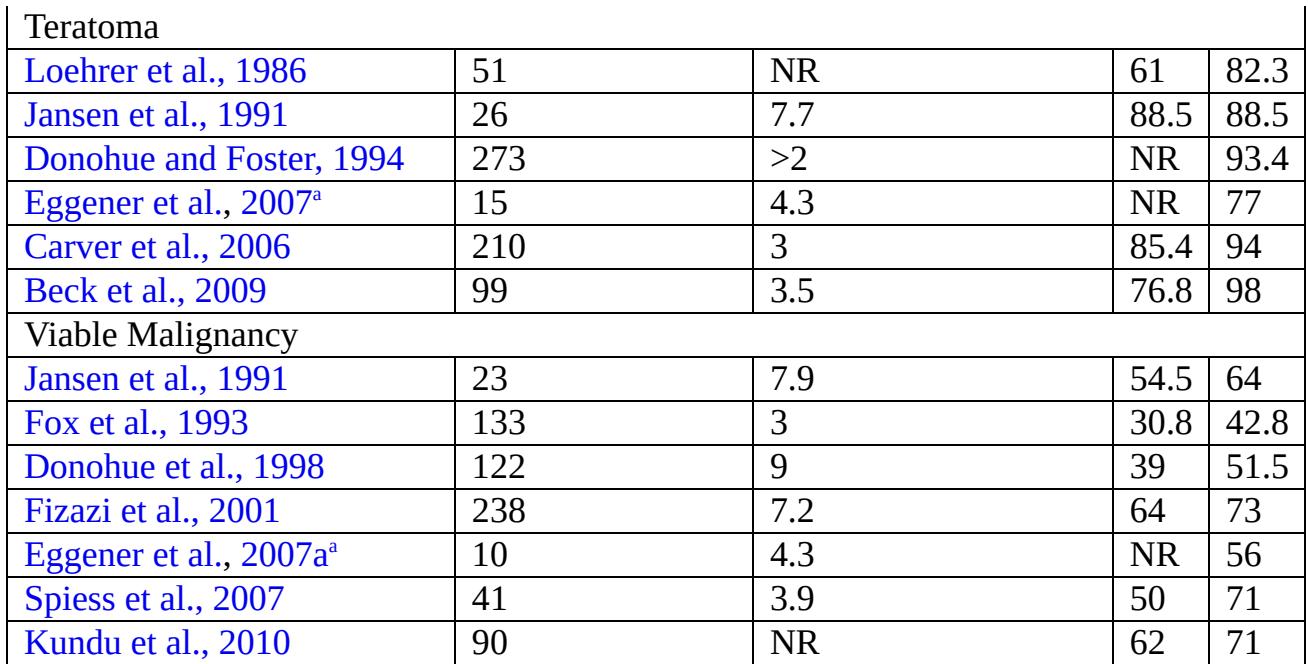 Teratoma
Loehrer et al., 1986 51 NR 61 82.3
Jansen et al., 1991 26 7.7 88.5 88.5
Donohue and Foster, 1994 273 >2 NR 93.4
Eggener et al., 2007a 15 4.3 NR 77
Carver et al., 2006 210 3 85.4 94
Beck et al., 2009 99 3.5 76.8 98
Viable Malignancy
Jansen et al., 1991 23 7.9 54.5 64
Fox et al., 1993 133 3 30.8 42.8
Donohue et al., 1998 122 9 39 51.5
Fizazi et al., 2001 238 7.2 64 73
Eggener et al., 2007aa 10 4.3 NR 56
Spiess et al., 2007 41 3.9 50 71
Kundu et al., 2010 90 NR 62 71